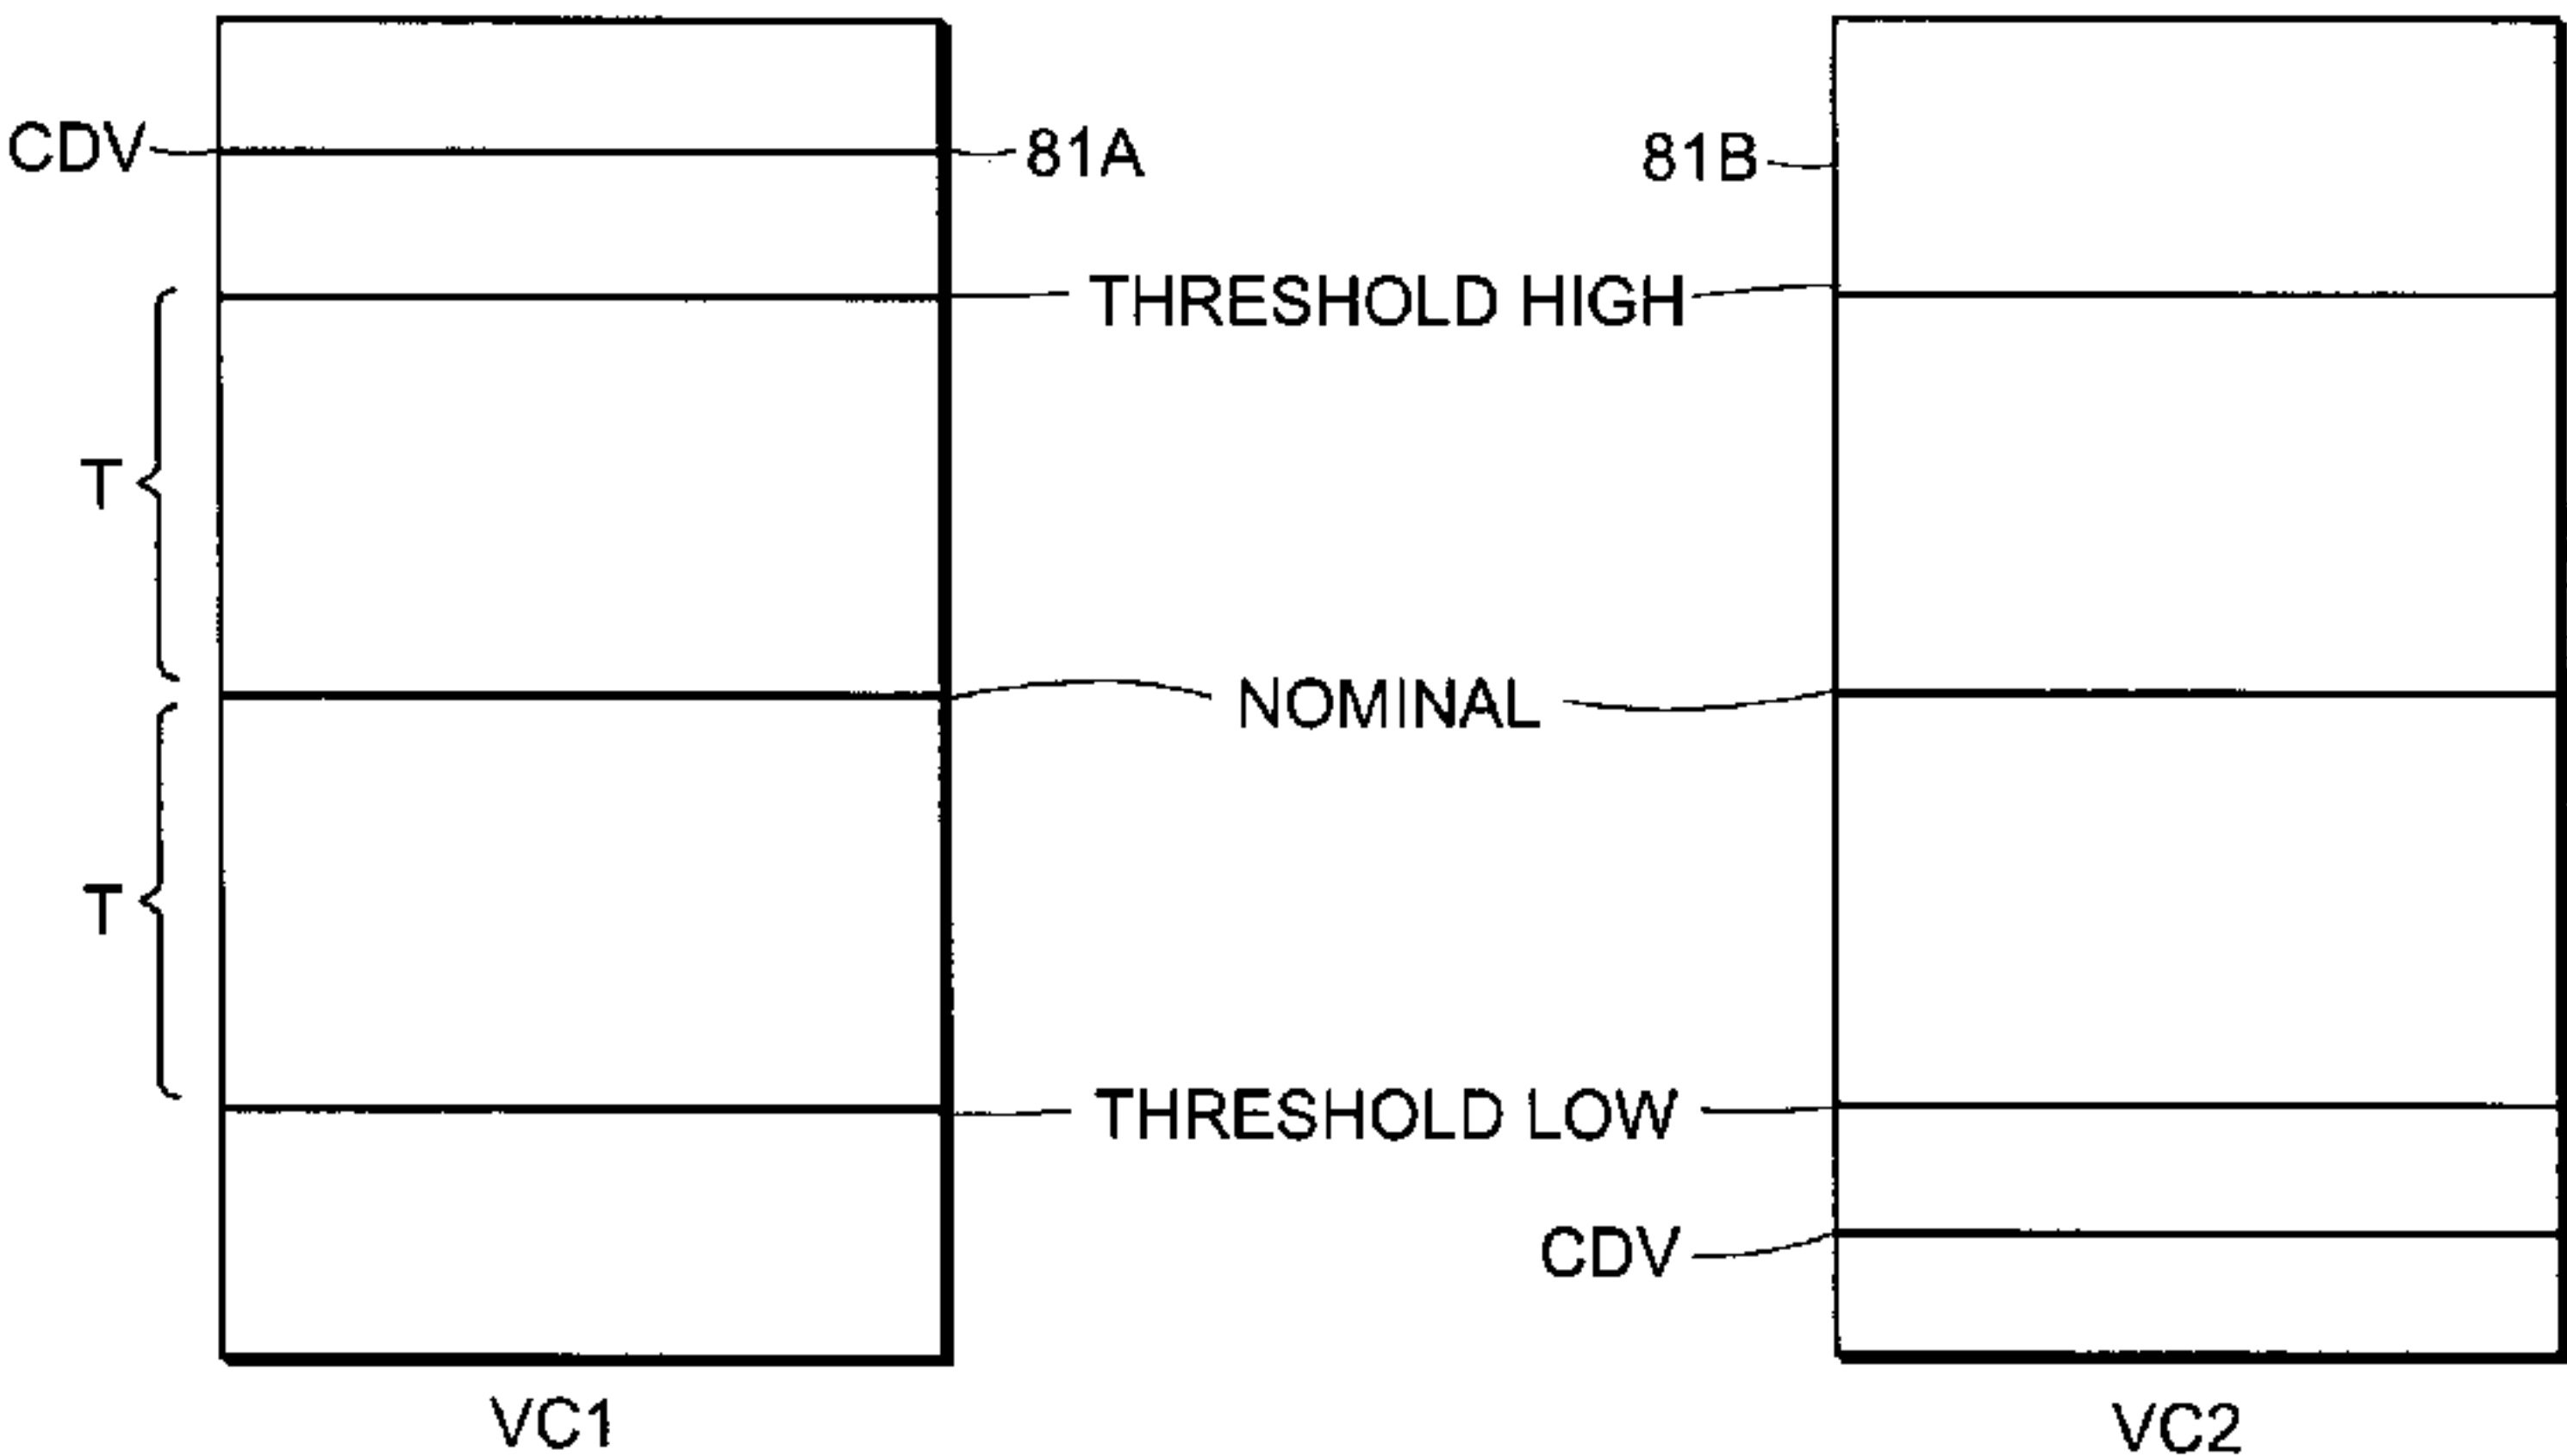 CDV
81A
81B
THRESHOLD HIGH
T
NOMINAL
T
THRESHOLD LOW
CDV
VC1
VC2